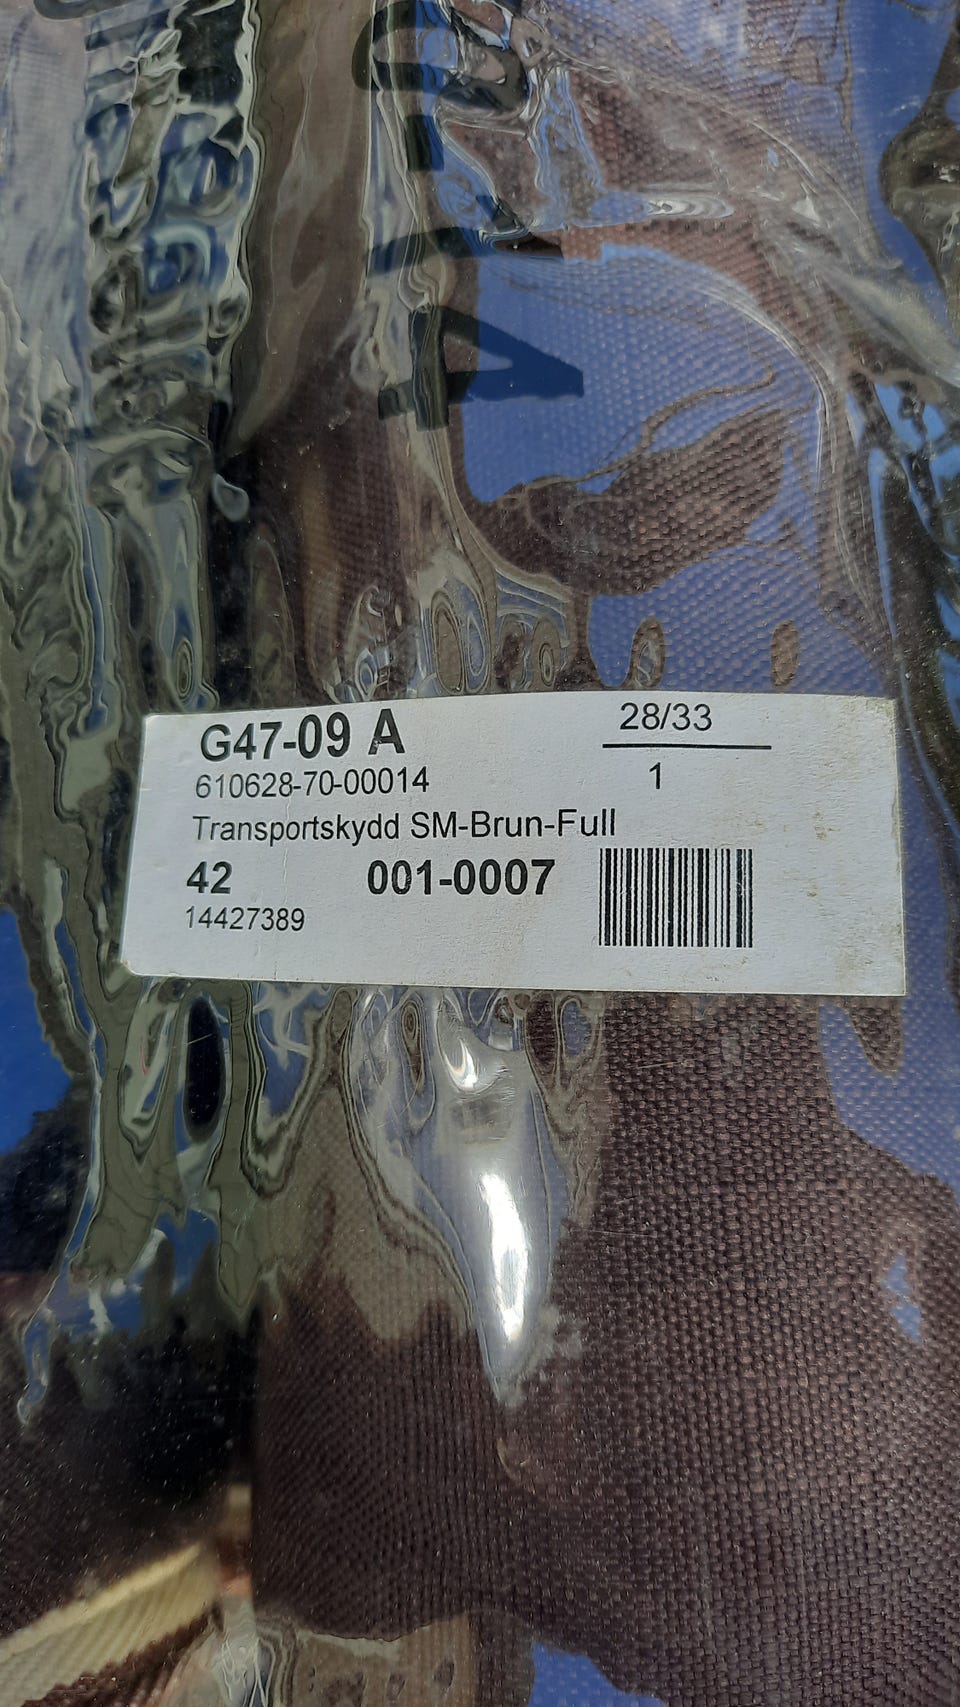 G47-09 A
28/33
610628-70-00014
1
Transportskydd SM-Brun-Full
42 001-0007
14427389